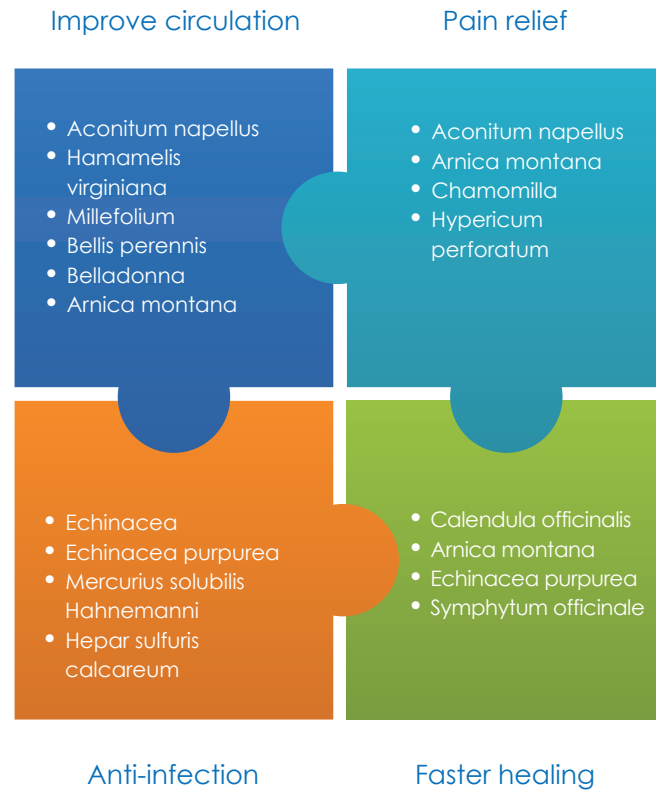 Improve circulation
Pain relief
• Aconitum napellus
• Hamamelis
virginiana
• Millefolium
• Bellis perennis
• Belladonna
• Arnica montana
• Aconitum napellus
• Arnica montana
• Chamomilla
• Hypericum
perforatum
• Echinacea
• Echinacea purpurea
• Mercurius solubilis
Hahnemanni
• Hepar sulfuris
calcareum
• Calendula officinalis
• Arnica montana
• Echinacea purpurea
• Symphytum officinale
Anti-infection
Faster healing